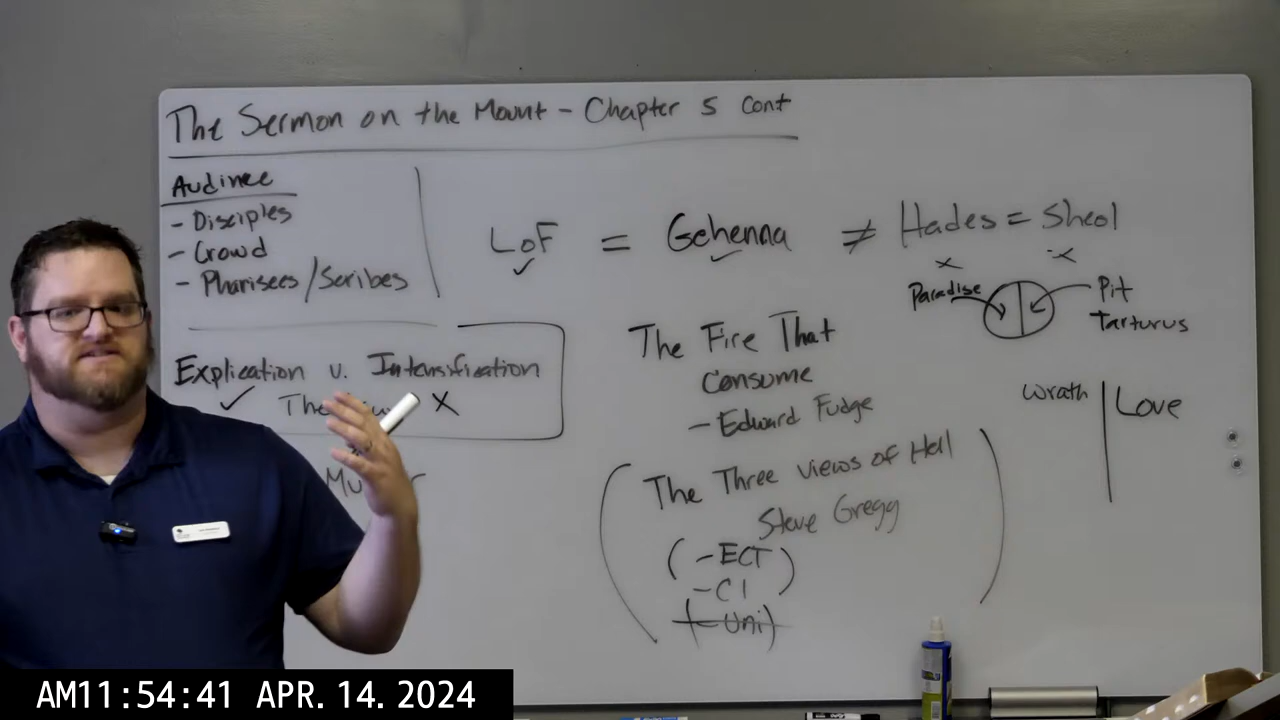 The Sermon on the Mount - Chapter 5 Cont
Audinee
- Disciples
- Crowd
- Pharisees/Scribes
LoF = Gehenna ≠ Hades = Sheol
✓ ✓ x x
Paradise
Pit
Tarturus
Explication v. Intensification
✓ X
The Fire That
Consume
- Edward Fudge
Wrath | Love
(The Three Views of Hell
Steve Gregg
(-ECT)
-CI
(-Uni)
)
AM11:54:41 APR. 14. 2024